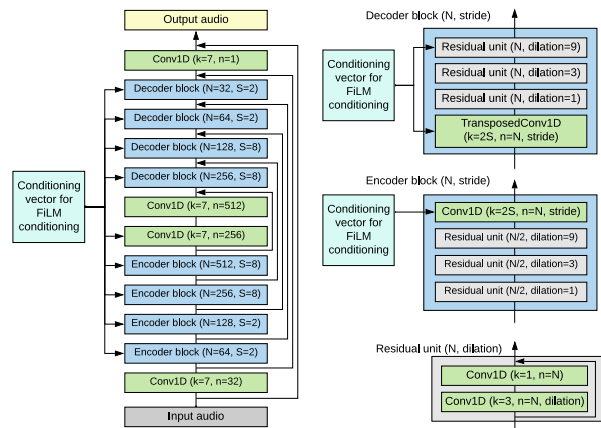 Output audio
Conv1D (k=7, n=1)
Decoder block (N=32, S=2)
Decoder block (N=64, S=2)
Decoder block (N=128, S=8)
Decoder block (N=256, S=8)
Conv1D (k=7, n=512)
Conv1D (k=7, n=256)
Encoder block (N=512, S=8)
Encoder block (N=256, S=8)
Encoder block (N=128, S=2)
Encoder block (N=64, S=2)
Conv1D (k=7, n=32)
Input audio
Conditioning
vector for
FiLM
conditioning
Decoder block (N, stride)
Conditioning
vector for
FiLM
conditioning
Residual unit (N, dilation=9)
Residual unit (N, dilation=3)
Residual unit (N, dilation=1)
TransposedConv1D
(k=2S, n=N, stride)
Encoder block (N, stride)
Conditioning
vector for
FiLM
conditioning
Conv1D (k=2S, n=N, stride)
Residual unit (N/2, dilation=9)
Residual unit (N/2, dilation=3)
Residual unit (N/2, dilation=1)
Residual unit (N, dilation)
Conv1D (k=1, n=N)
Conv1D (k=3, n=N, dilation)